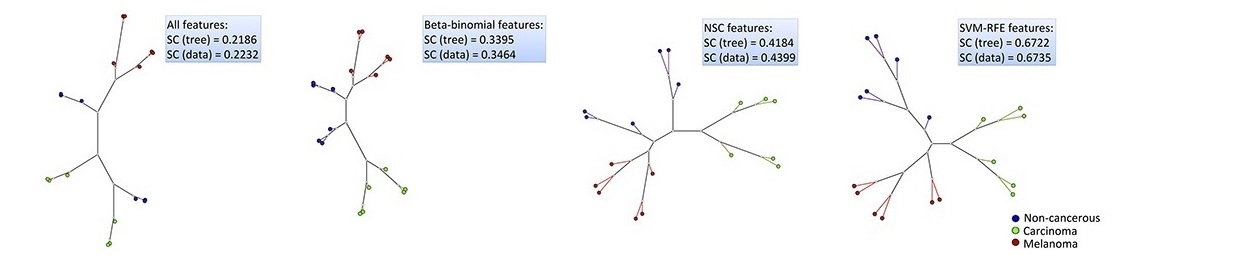 All features:
SC (tree) = 0.2186
SC (data) = 0.2232
Beta-binomial features:
SC (tree) = 0.3395
SC (data) = 0.3464
NSC features:
SC (tree) = 0.4184
SC (data) = 0.4399
SVM-RFE features:
SC (tree) = 0.6722
SC (data) = 0.6735
Non-cancerous
Carcinoma
Melanoma